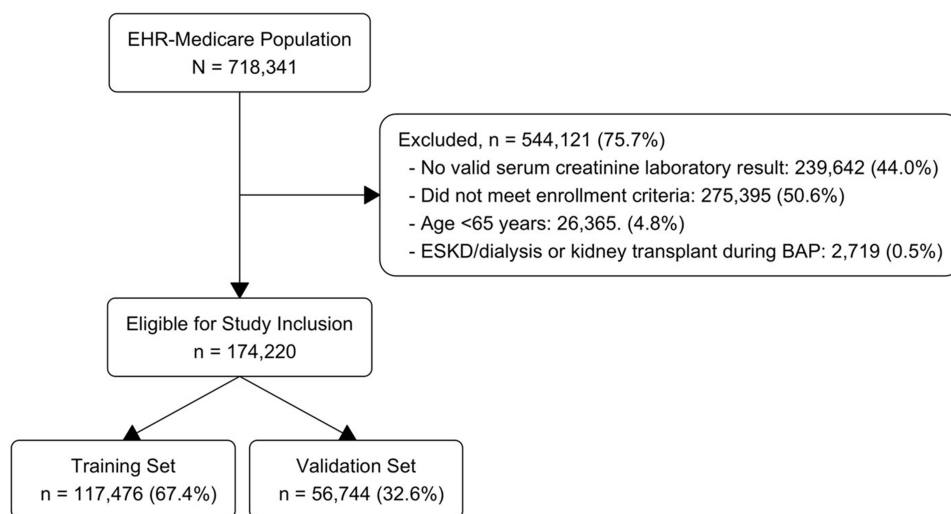 EHR-Medicare Population
N = 718,341
Excluded, n = 544,121 (75.7%)
- No valid serum creatinine laboratory result: 239,642 (44.0%)
- Did not meet enrollment criteria: 275,395 (50.6%)
- Age <65 years: 26,365. (4.8%)
- ESKD/dialysis or kidney transplant during BAP: 2,719 (0.5%)
Eligible for Study Inclusion
n = 174,220
Training Set
n = 117,476 (67.4%)
Validation Set
n = 56,744 (32.6%)